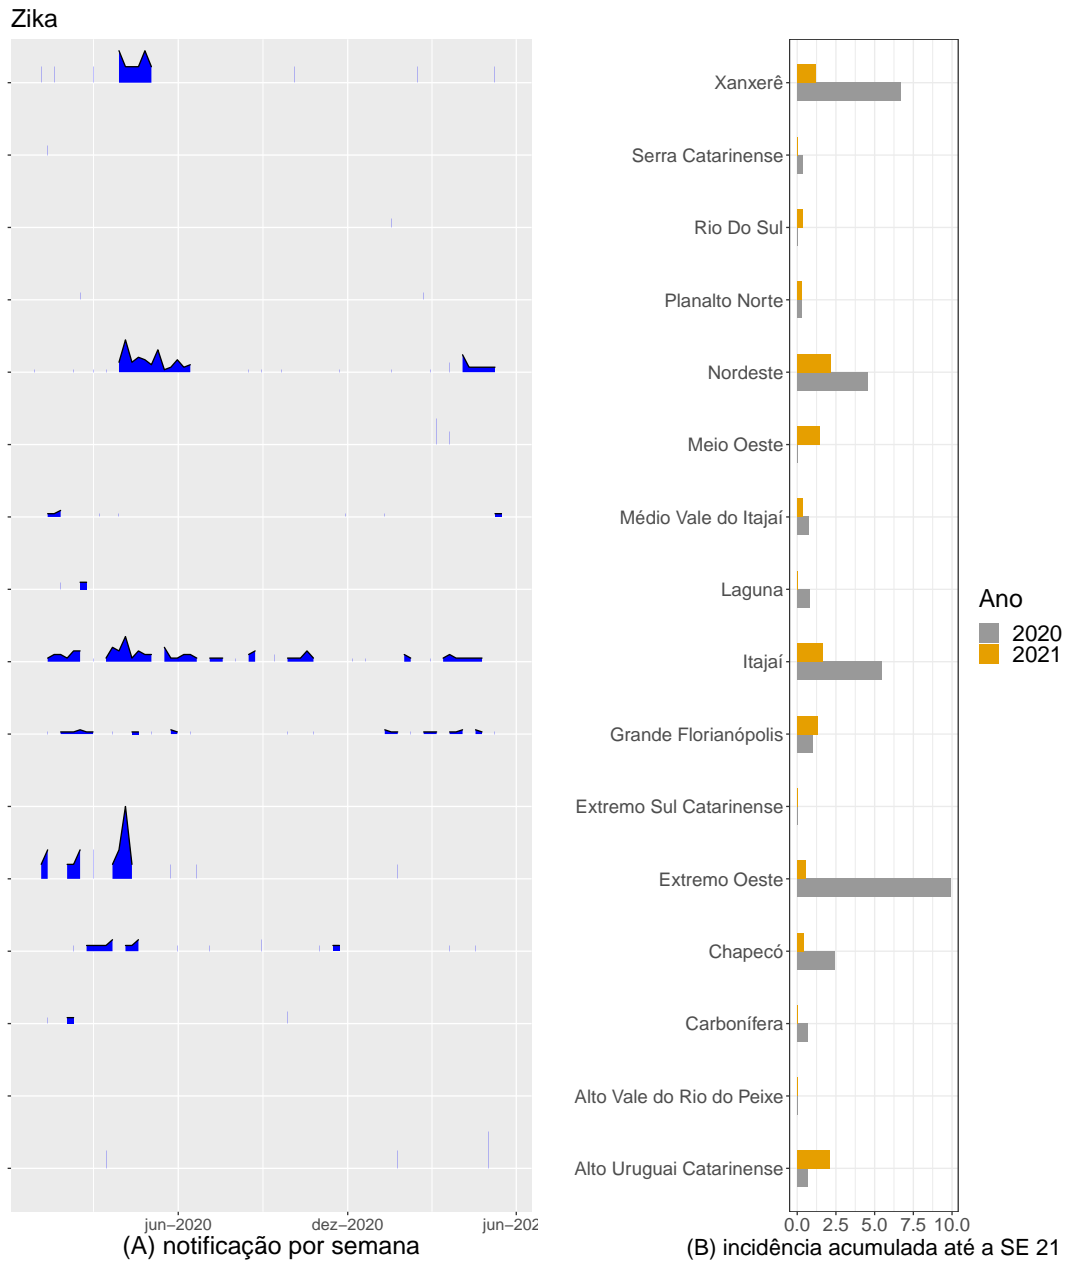 Zika
Xanxerê
Serra Catarinense
Rio Do Sul
Planalto Norte
Nordeste
Meio Oeste
Médio Vale do Itajaí
Laguna
Itajaí
Grande Florianópolis
Extremo Sul Catarinense
Extremo Oeste
Chapecó
Carbonífera
Alto Vale do Rio do Peixe
Alto Uruguai Catarinense
Ano
2020
2021
jun−2020 dez−2020 jun−202
(A) notificação por semana
0.0 2.5 5.0 7.5 10.0
(B) incidência acumulada até a SE 21